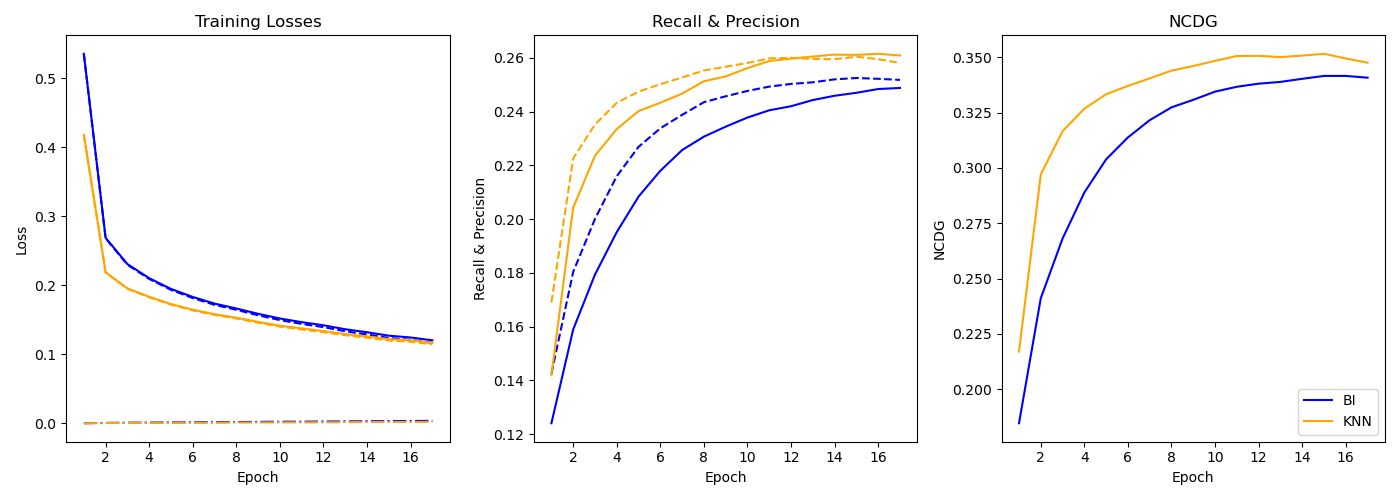 Training Losses
Loss
0.5
0.4
0.3
0.2
0.1
0.0
2 4 6 8 10 12 14 16
Epoch
Recall & Precision
Recall & Precision
0.26
0.24
0.22
0.20
0.18
0.16
0.14
0.12
2 4 6 8 10 12 14 16
Epoch
NCDG
NCDG
0.350
0.325
0.300
0.275
0.250
0.225
0.200
BI
KNN
2 4 6 8 10 12 14 16
Epoch